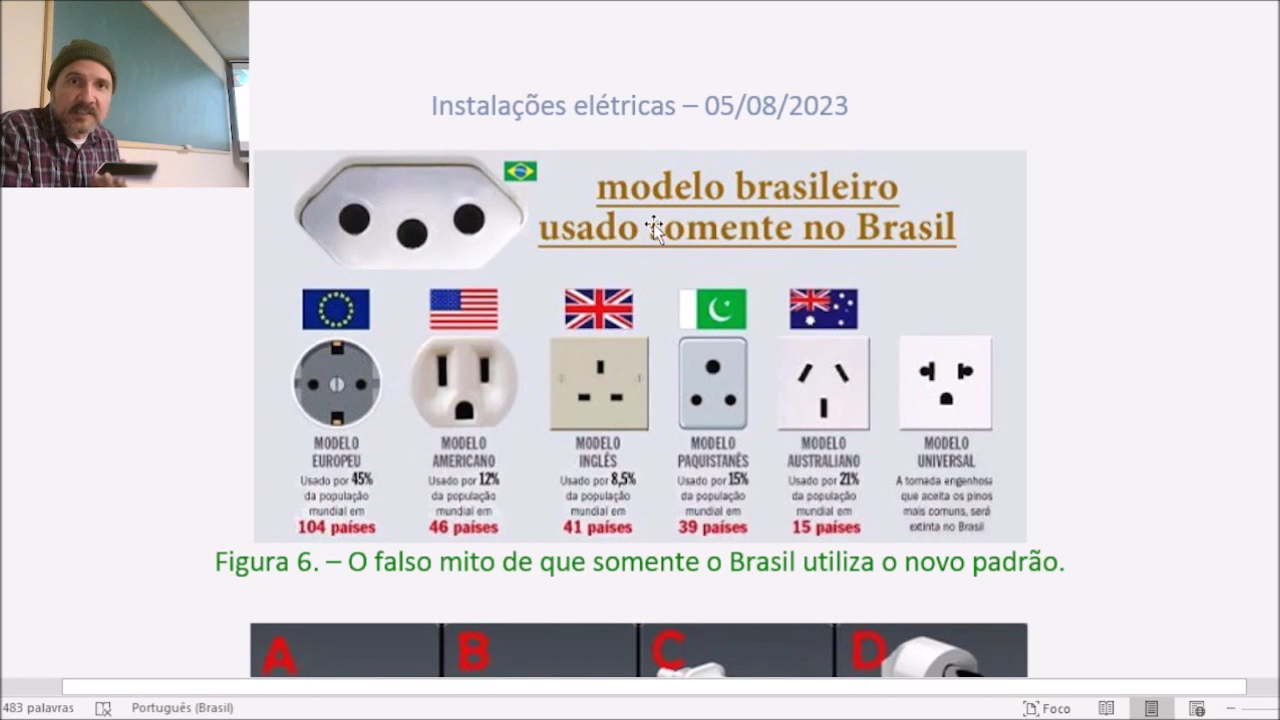 Instalações elétricas – 05/08/2023
modelo brasileiro
usado somente no Brasil
MODELO
EUROPEU
Usado por 45%
da população
mundial em
104 países
MODELO
AMERICANO
Usado por 12%
da população
mundial em
46 países
MODELO
INGLÊS
Usado por 8,5%
da população
mundial em
41 países
MODELO
PAQUISTANÊS
Usado por 15%
da população
mundial em
39 países
MODELO
AUSTRALIANO
Usado por 21%
da população
mundial em
15 países
MODELO
UNIVERSAL
A tomada engenhosa
que aceita os pinos
mais comuns, será
extinta no Brasil
Figura 6. – O falso mito de que somente o Brasil utiliza o novo padrão.
A B C D
483 palavras Português (Brasil) Foco